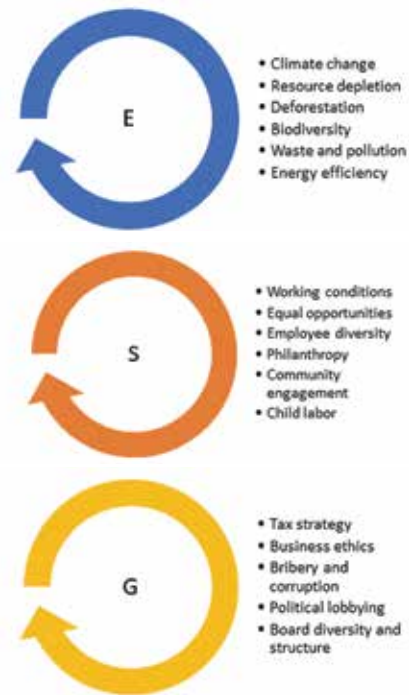 E
• Climate change
• Resource depletion
• Deforestation
• Biodiversity
• Waste and pollution
• Energy efficiency
S
• Working conditions
• Equal opportunities
• Employee diversity
• Philanthropy
• Community
engagement
• Child labor
G
• Tax strategy
• Business ethics
• Bribery and
corruption
• Political lobbying
• Board diversity and
structure